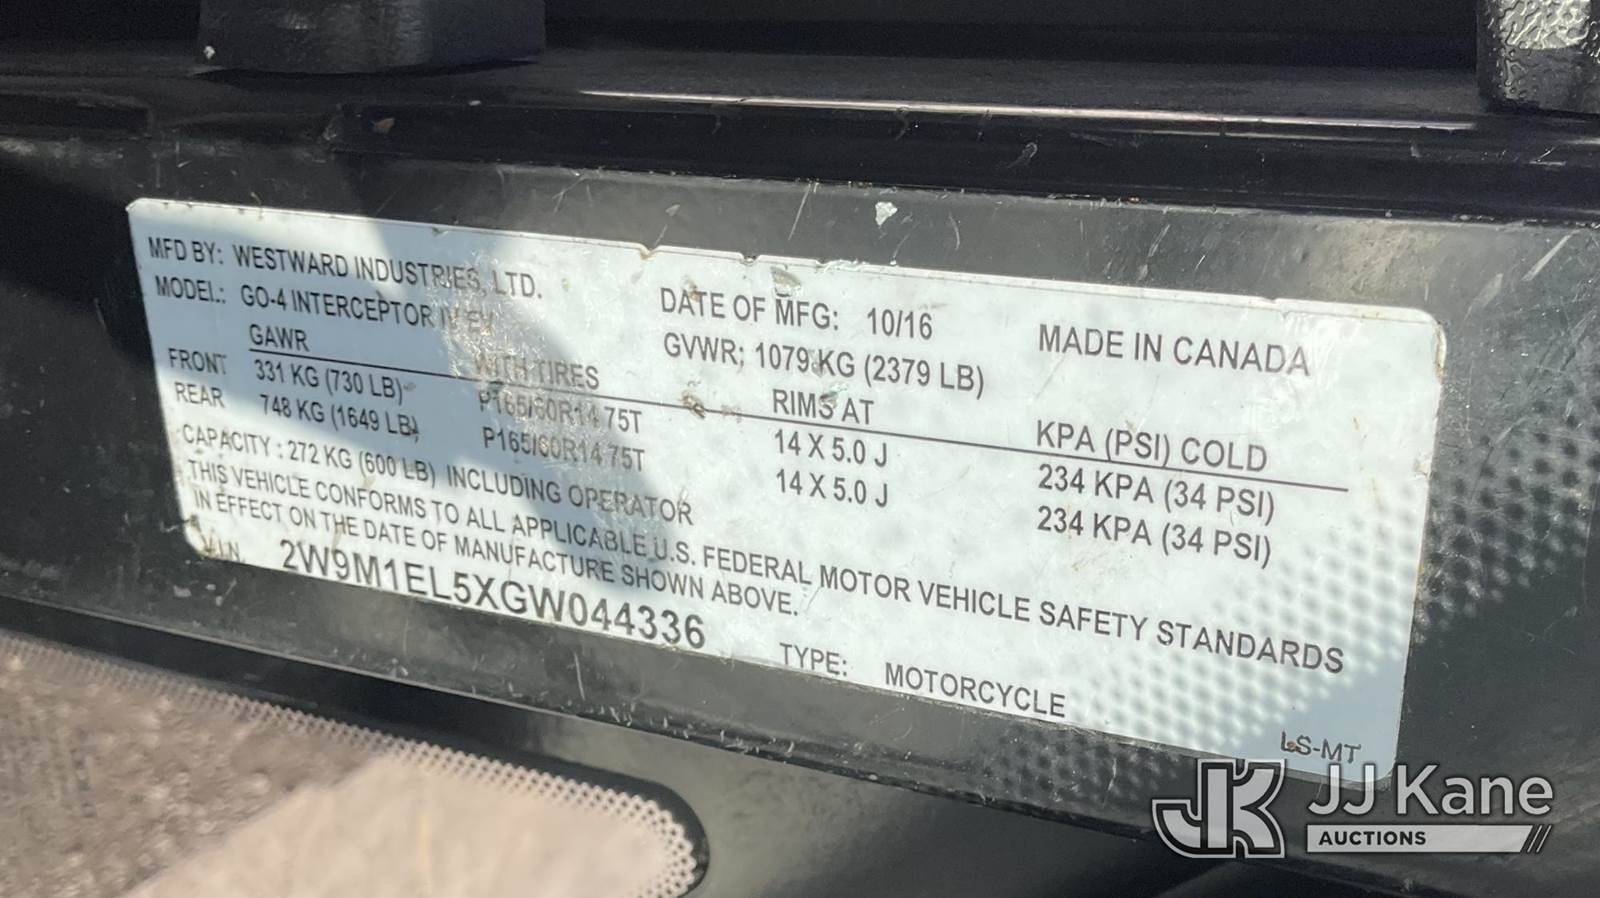 MFD BY: WESTWARD INDUSTRIES, LTD.
MODEL: GO-4 INTERCEPTOR IV EV
DATE OF MFG: 10/16
MADE IN CANADA
GVWR; 1079 KG (2379 LB)
GAWR WITH TIRES RIMS AT KPA (PSI) COLD
FRONT 331 KG (730 LB) P165/60R14 75T 14 X 5.0 J 234 KPA (34 PSI)
REAR 748 KG (1649 LB) P165/60R14 75T 14 X 5.0 J 234 KPA (34 PSI)
CAPACITY : 272 KG (600 LB) INCLUDING OPERATOR
THIS VEHICLE CONFORMS TO ALL APPLICABLE U.S. FEDERAL MOTOR VEHICLE SAFETY STANDARDS
IN EFFECT ON THE DATE OF MANUFACTURE SHOWN ABOVE.
V.I.N. 2W9M1EL5XGW044336
TYPE: MOTORCYCLE
LS-MT
JK JJ Kane
AUCTIONS